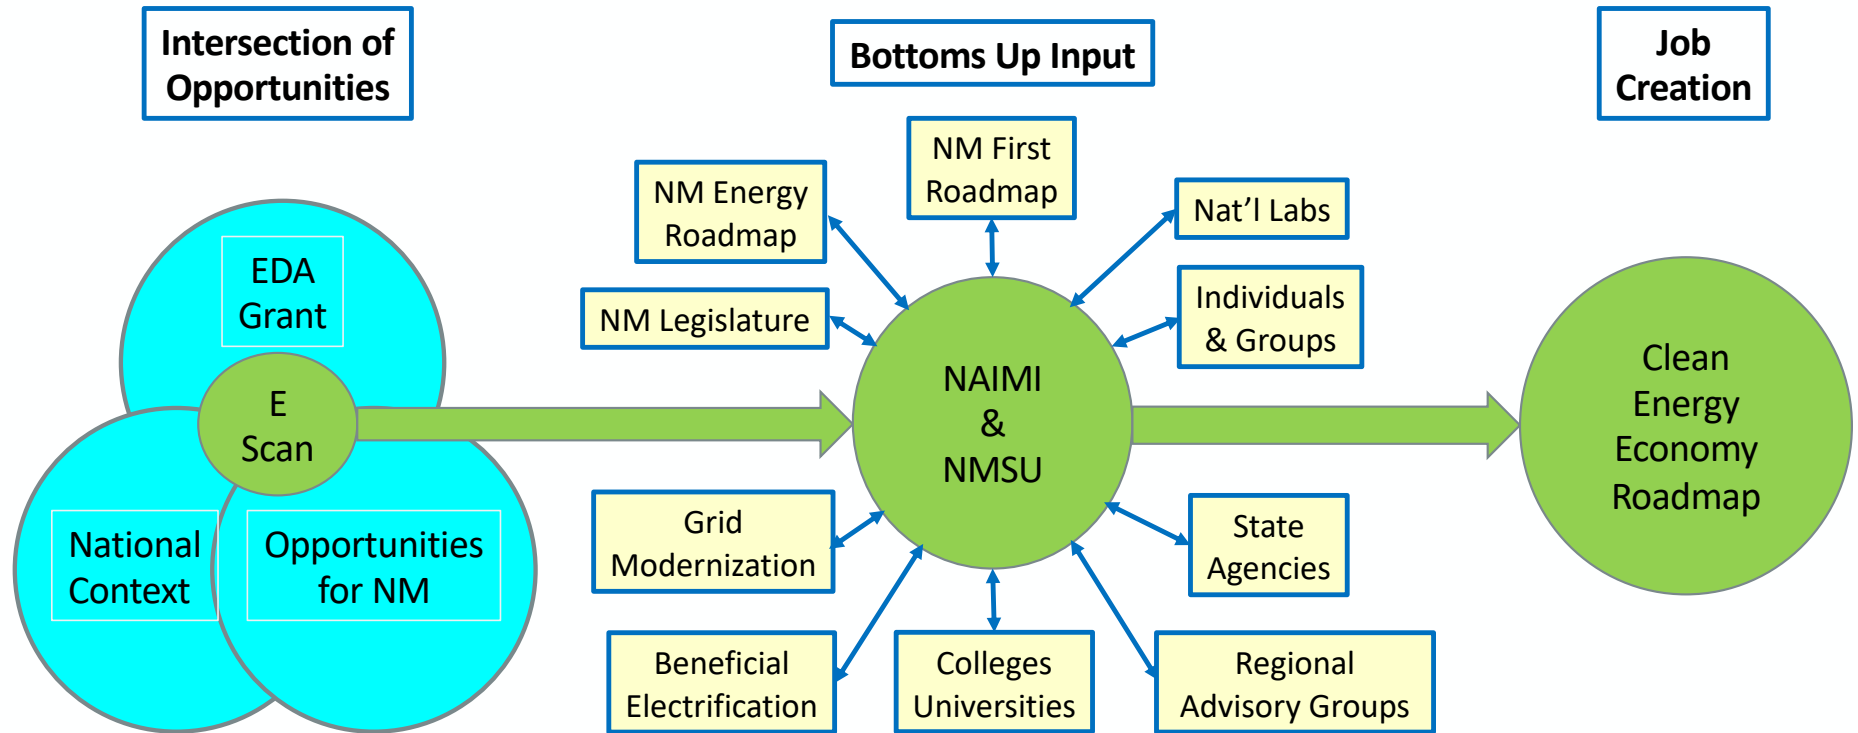 Intersection of
Opportunities
Bottoms Up Input
Job
Creation
EDA
Grant
E
Scan
National
Context
Opportunities
for NM
NM Energy
Roadmap
NM First
Roadmap
Nat’l Labs
NM Legislature
Individuals
& Groups
NAIMI
&
NMSU
Grid
Modernization
State
Agencies
Beneficial
Electrification
Colleges
Universities
Regional
Advisory Groups
Clean
Energy
Economy
Roadmap